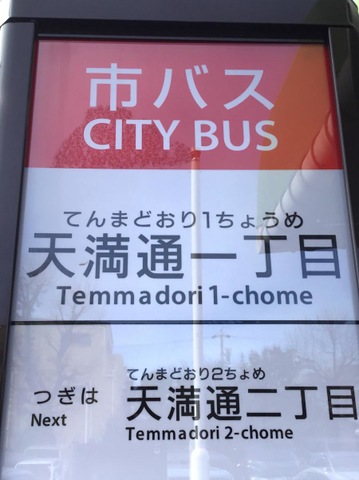 市バス
CITY BUS
てんまどおり1ちょうめ
天満通一丁目
Temmadori 1-chome
てんまどおり2ちょめ
つぎは 天満通二丁目
Next Temmadori 2-chome